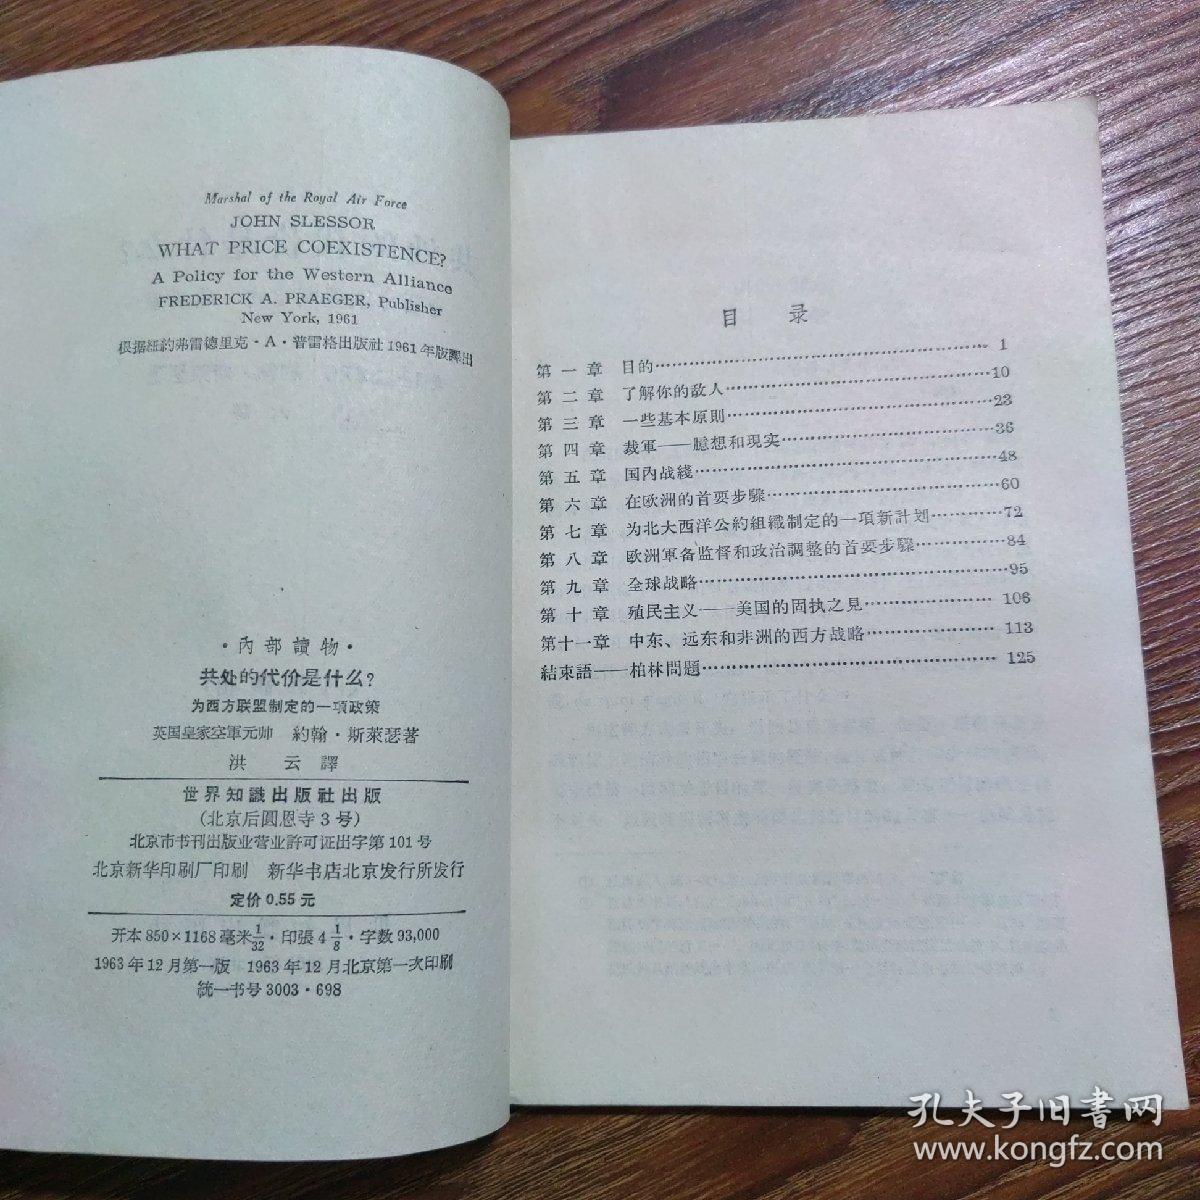 Marshal of the Royal Air Force
JOHN SLESSOR
WHAT PRICE COEXISTENCE?
A Policy for the Western Alliance
FREDERICK A. PRAEGER, Publisher
New York, 1961
根据紐約弗雷德里克·A·普雷格出版社1961年版譯出
·內部讀物·
共处的代价是什么?
为西方联盟制定的一項政策
英国皇家空軍元帅 約翰·斯萊瑟著
洪云譯
世界知識出版社出版
(北京后圓恩寺3号)
北京市书刊出版业营业許可证出字第101号
北京新华印刷厂印刷 新华书店北京发行所发行
定价0.55元
开本850×1168毫米1/32·印張4 1/8·字数93,000
1963年12月第一版 1963年12月北京第一次印刷
統一书号3003·698
目录
第一章 目的……1
第二章 了解你的敌人……10
第三章 一些基本原則……23
第四章 裁軍——臆想和現实……36
第五章 国內战綫……48
第六章 在欧洲的首要步驟……60
第七章 为北大西洋公約組織制定的一項新計划……72
第八章 欧洲軍备监督和政治調整的首要步驟……84
第九章 全球战略……95
第十章 殖民主义——美国的固执之見……106
第十一章 中东、远东和非洲的西方战略……113
結束語——柏林問題……125
孔夫子旧书网
www.kongfz.com